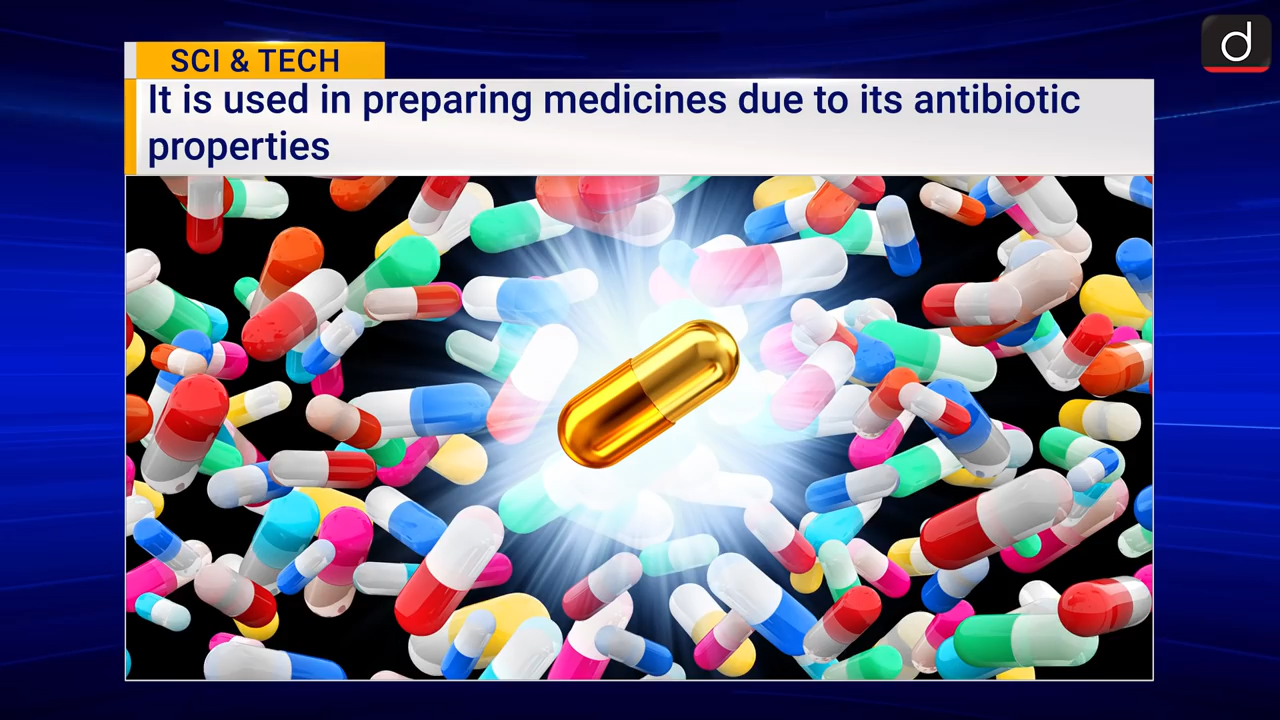 SCI & TECH
It is used in preparing medicines due to its antibiotic
properties
d